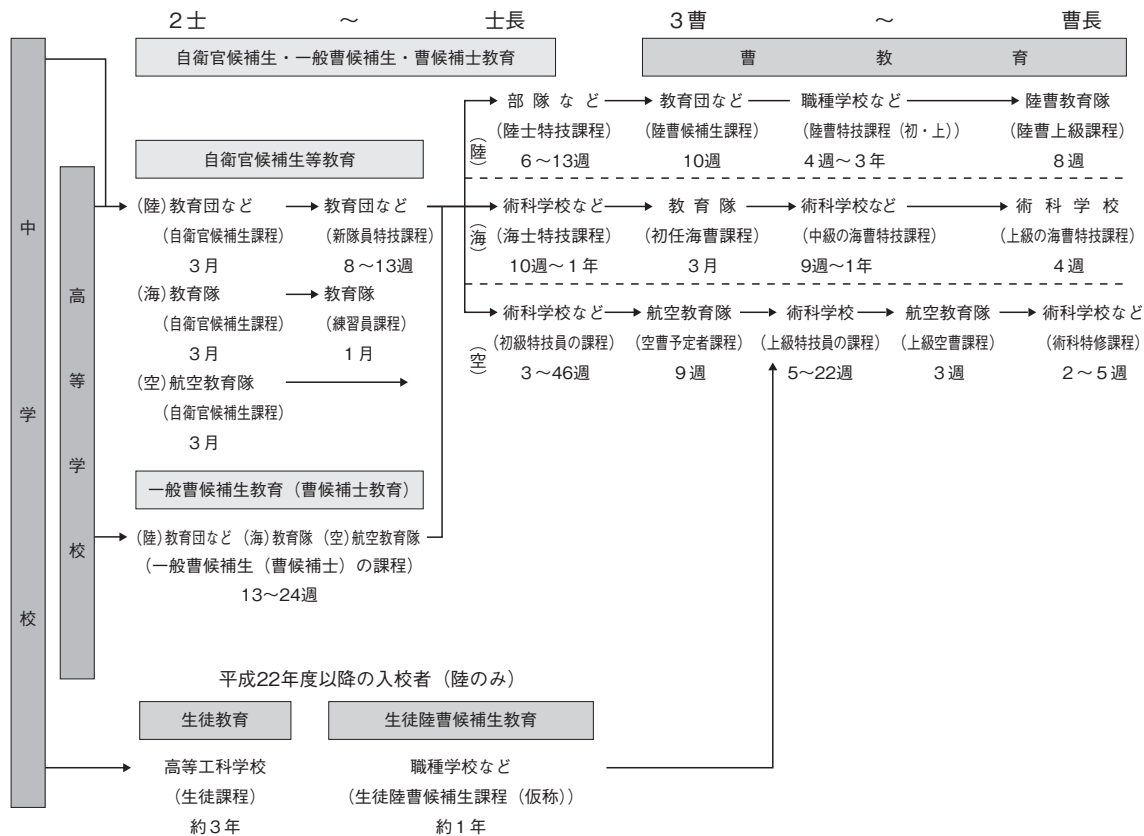 2士 ～ 士長 3曹 ～ 曹長
自衛官候補生・一般曹候補生・曹候補士教育
曹教育
中学校
高等学校
自衛官候補生等教育
(陸)教育団など
(自衛官候補生課程)
3月
教育団など
(新隊員特技課程)
8～13週
(海)教育隊
(自衛官候補生課程)
3月
教育隊
(練習員課程)
1月
(空)航空教育隊
(自衛官候補生課程)
3月
一般曹候補生教育（曹候補士教育）
(陸)教育団など (海)教育隊 (空)航空教育隊
(一般曹候補生（曹候補士）の課程)
13～24週
(陸)
部隊など
(陸士特技課程)
6～13週
教育団など
(陸曹候補生課程)
10週
職種学校など
(陸曹特技課程（初・上）)
4週～3年
陸曹教育隊
(陸曹上級課程)
8週
(海)
術科学校など
(海士特技課程)
10週～1年
教育隊
(初任海曹課程)
3月
術科学校など
(中級の海曹特技課程)
9週～1年
術科学校
(上級の海曹特技課程)
4週
(空)
術科学校など
(初級特技員の課程)
3～46週
航空教育隊
(空曹予定者課程)
9週
術科学校
(上級特技員の課程)
5～22週
航空教育隊
(上級空曹課程)
3週
術科学校など
(術科特修課程)
2～5週
平成22年度以降の入校者（陸のみ）
生徒教育
生徒陸曹候補生教育
高等工科学校
(生徒課程)
約3年
職種学校など
(生徒陸曹候補生課程（仮称）)
約1年